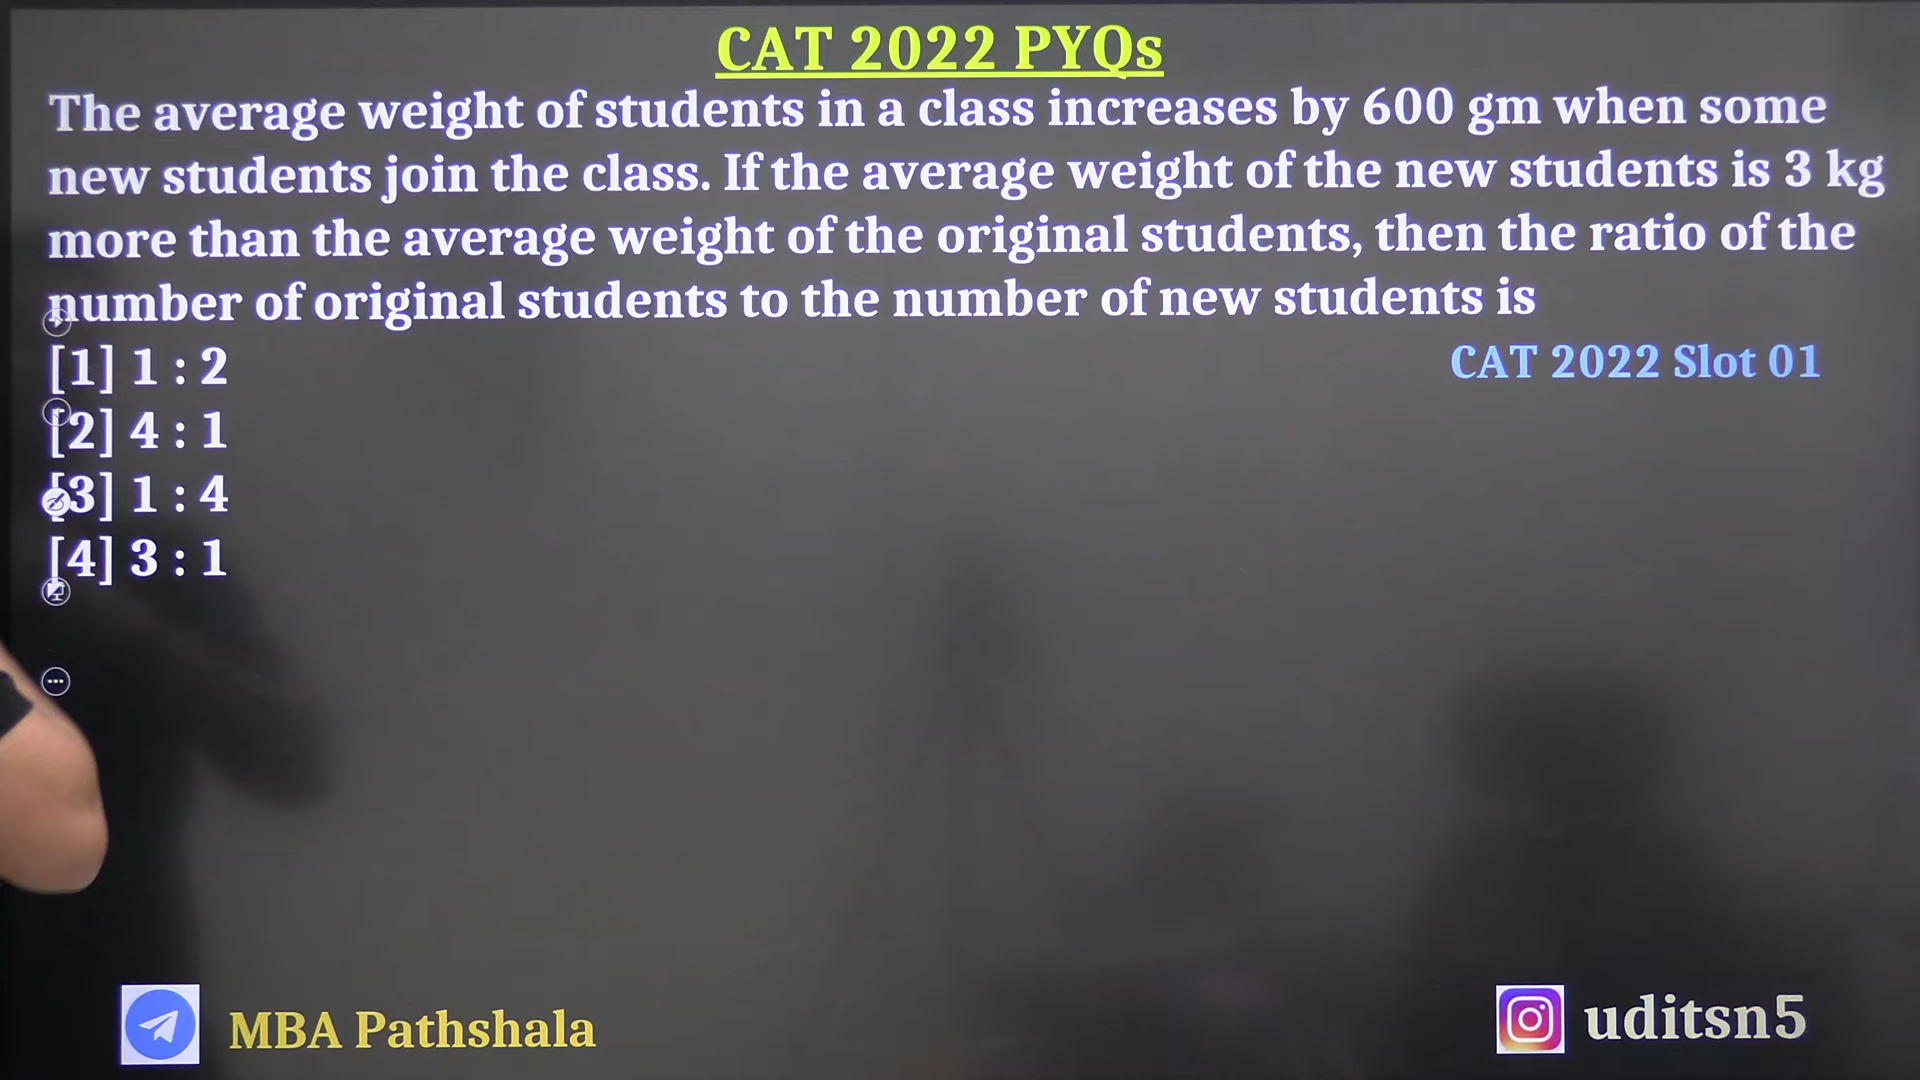 CAT 2022 PYQs
The average weight of students in a class increases by 600 gm when some
new students join the class. If the average weight of the new students is 3 kg
more than the average weight of the original students, then the ratio of the
number of original students to the number of new students is
[1] 1 : 2
CAT 2022 Slot 01
[2] 4 : 1
[3] 1 : 4
[4] 3 : 1
MBA Pathshala
uditsn5